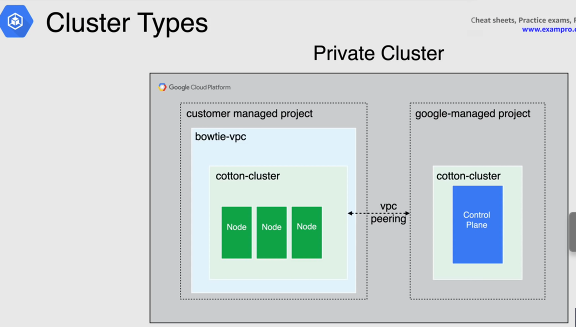 Cluster Types
Cheat sheets, Practice exams,
www.exampro.
Private Cluster
Google Cloud Platform
customer managed project
google-managed project
bowtie-vpc
cotton-cluster
cotton-cluster
Node
Node
Node
vpc
peering
Control
Plane